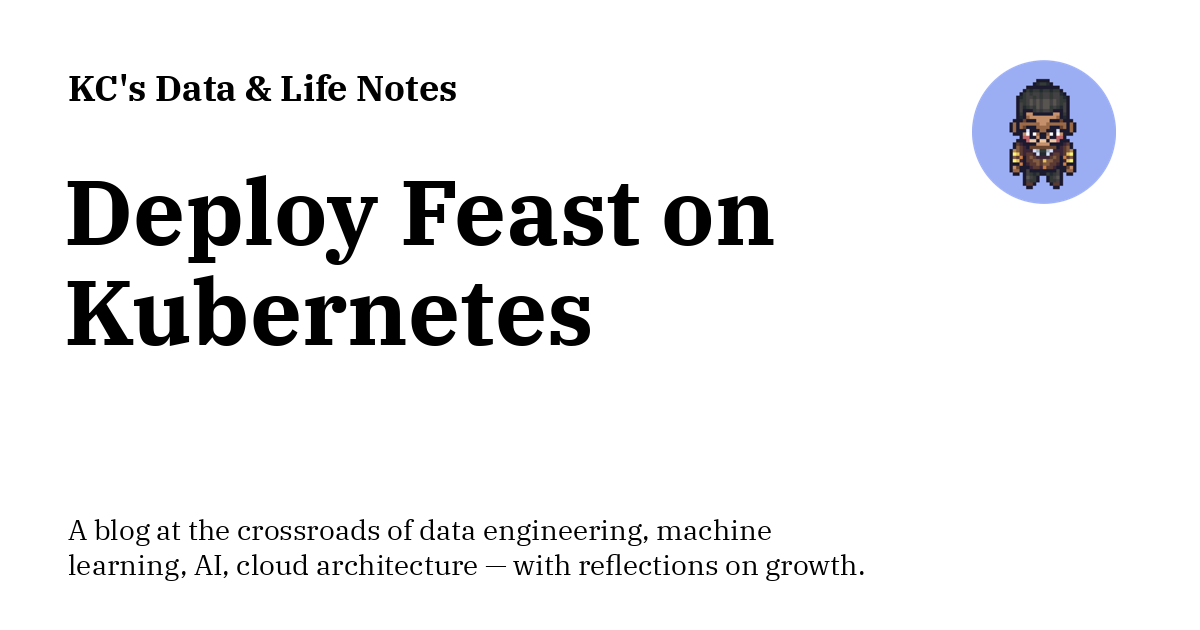 KC's Data & Life Notes
Deploy Feast on
Kubernetes
A blog at the crossroads of data engineering, machine
learning, AI, cloud architecture — with reflections on growth.